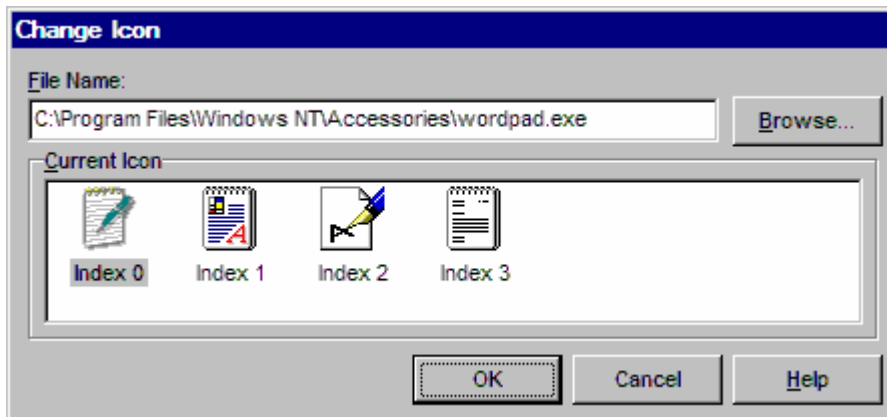 Change Icon
File Name:
C:\Program Files\Windows NT\Accessories\wordpad.exe
Browse...
Current Icon
Index 0 Index 1 Index 2 Index 3
OK Cancel Help